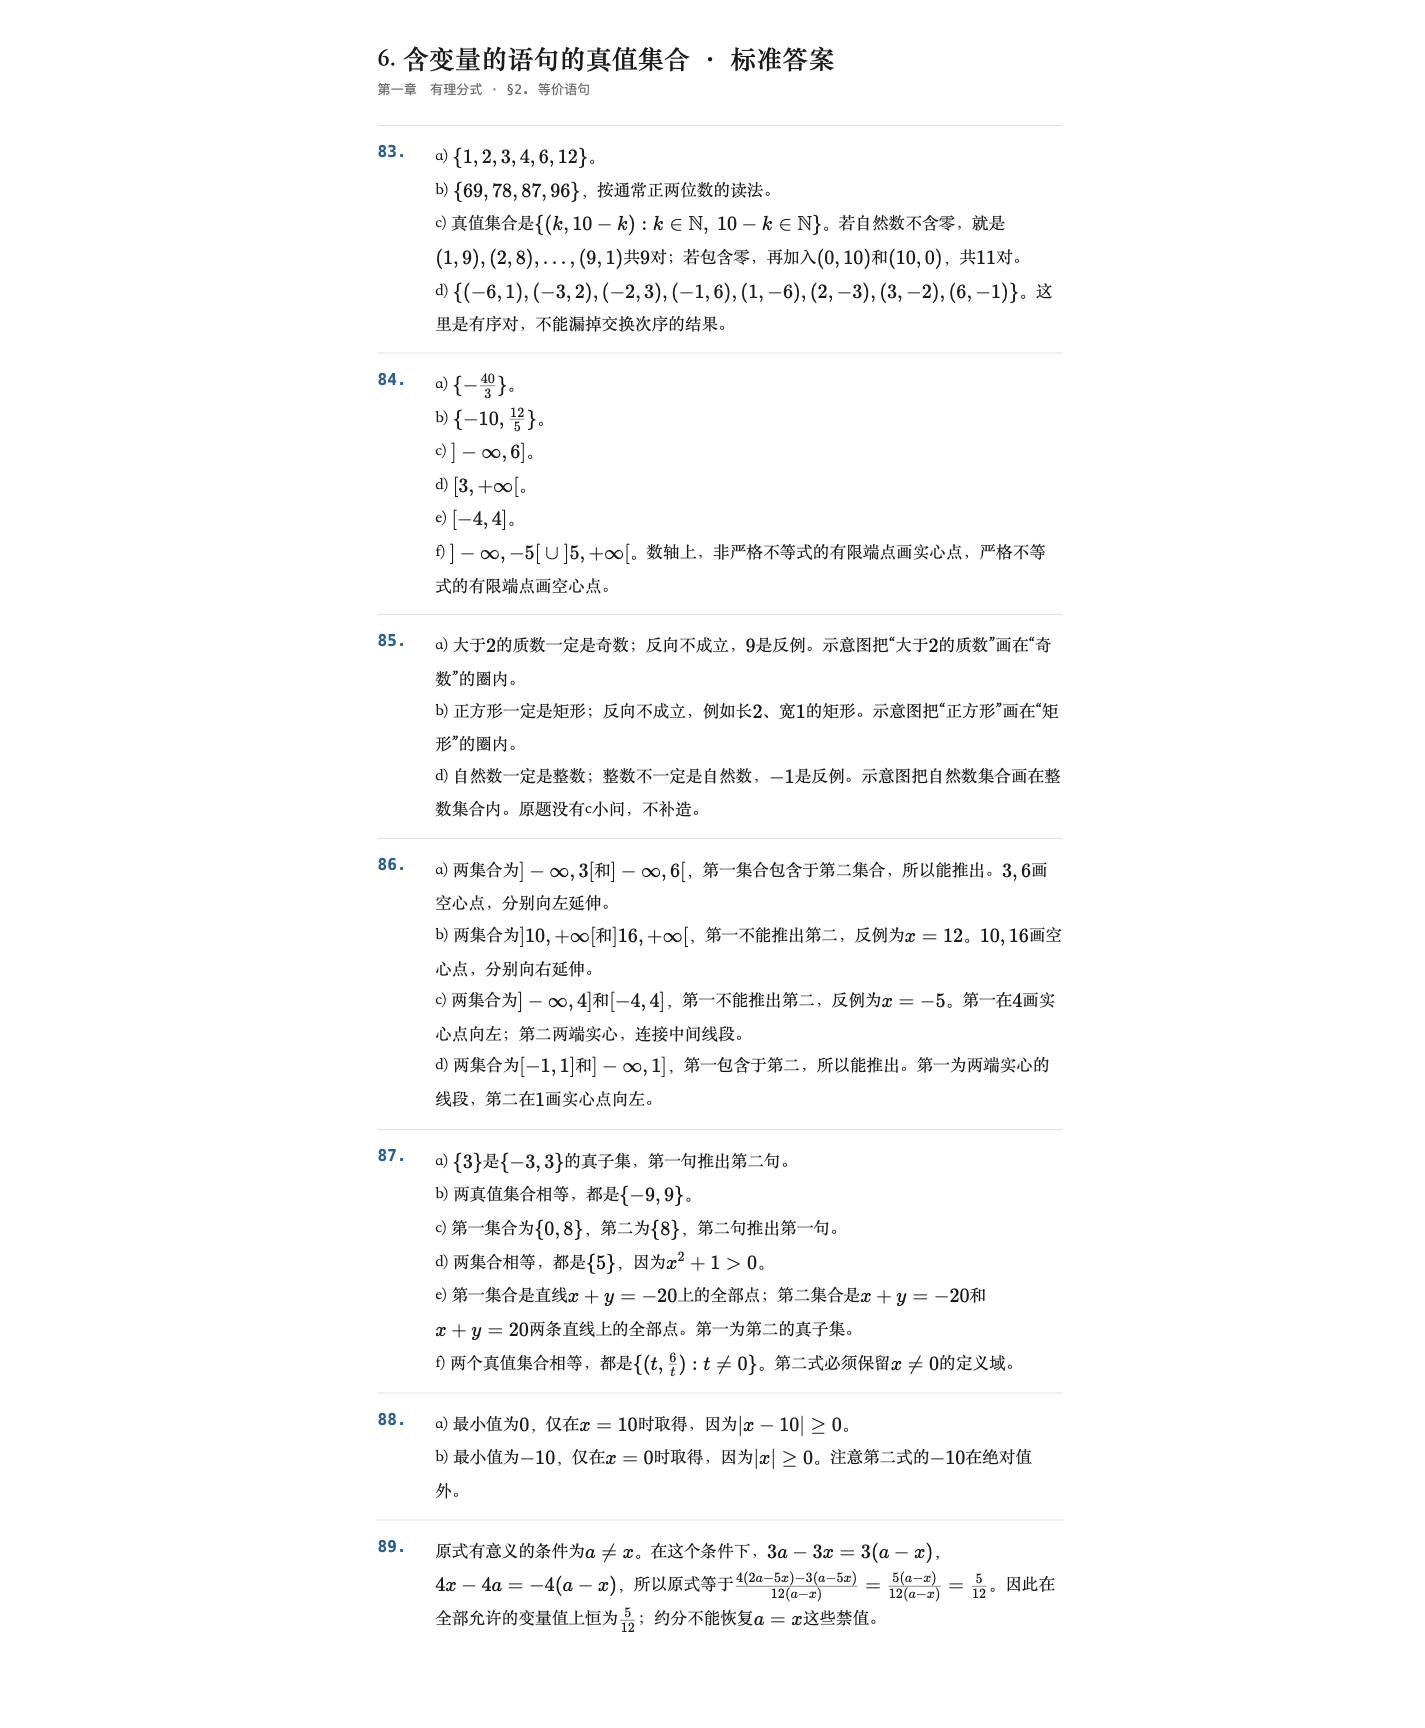 6. 含变量的语句的真值集合 · 标准答案
第一章 有理分式 · §2. 等价语句
83.
a) {1, 2, 3, 4, 6, 12}。
b) {69, 78, 87, 96}，按通常正两位数的读法。
c) 真值集合是{(k, 10 − k) : k ∈ ℕ, 10 − k ∈ ℕ}。若自然数不含零，就是
(1, 9), (2, 8), . . . , (9, 1)共9对；若包含零，再加入(0, 10)和(10, 0)，共11对。
d) {(−6, 1), (−3, 2), (−2, 3), (−1, 6), (1, −6), (2, −3), (3, −2), (6, −1)}。这
里是有序对，不能漏掉交换次序的结果。
84.
a) {−40/3}。
b) {−10, 12/5}。
c) ] − ∞, 6]。
d) [3, +∞[。
e) [−4, 4]。
f) ] − ∞, −5[ ∪ ]5, +∞[。数轴上，非严格不等式的有限端点画实心点，严格不等
式的有限端点画空心点。
85.
a) 大于2的质数一定是奇数；反向不成立，9是反例。示意图把“大于2的质数”画在“奇
数”的圈内。
b) 正方形一定是矩形；反向不成立，例如长2、宽1的矩形。示意图把“正方形”画在“矩
形”的圈内。
d) 自然数一定是整数；整数不一定是自然数，−1是反例。示意图把自然数集合画在整
数集合内。原题没有c小问，不补造。
86.
a) 两集合为] − ∞, 3[和] − ∞, 6[，第一集合包含于第二集合，所以能推出。3, 6画
空心点，分别向左延伸。
b) 两集合为]10, +∞[和]16, +∞[，第一不能推出第二，反例为x = 12。10, 16画空
心点，分别向右延伸。
c) 两集合为] − ∞, 4]和[−4, 4]，第一不能推出第二，反例为x = −5。第一在4画实
心点向左；第二两端实心，连接中间线段。
d) 两集合为[−1, 1]和] − ∞, 1]，第一包含于第二，所以能推出。第一为两端实心的
线段，第二在1画实心点向左。
87.
a) {3}是{−3, 3}的真子集，第一句推出第二句。
b) 两真值集合相等，都是{−9, 9}。
c) 第一集合为{0, 8}，第二为{8}，第二句推出第一句。
d) 两集合相等，都是{5}，因为x² + 1 > 0。
e) 第一集合是直线x + y = −20上的全部点；第二集合是x + y = −20和
x + y = 20两条直线上的全部点。第一为第二的真子集。
f) 两个真值集合相等，都是{(t, 6/t) : t ≠ 0}。第二式必须保留x ≠ 0的定义域。
88.
a) 最小值为0，仅在x = 10时取得，因为|x − 10| ≥ 0。
b) 最小值为−10，仅在x = 0时取得，因为|x| ≥ 0。注意第二式的−10在绝对值
外。
89.
原式有意义的条件为a ≠ x。在这个条件下，3a − 3x = 3(a − x)，
4x − 4a = −4(a − x)，所以原式等于4(2a−5x)−3(a−5x)/12(a−x) = 5(a−x)/12(a−x) = 5/12。因此在
全部允许的变量值上恒为5/12；约分不能恢复a = x这些禁值。